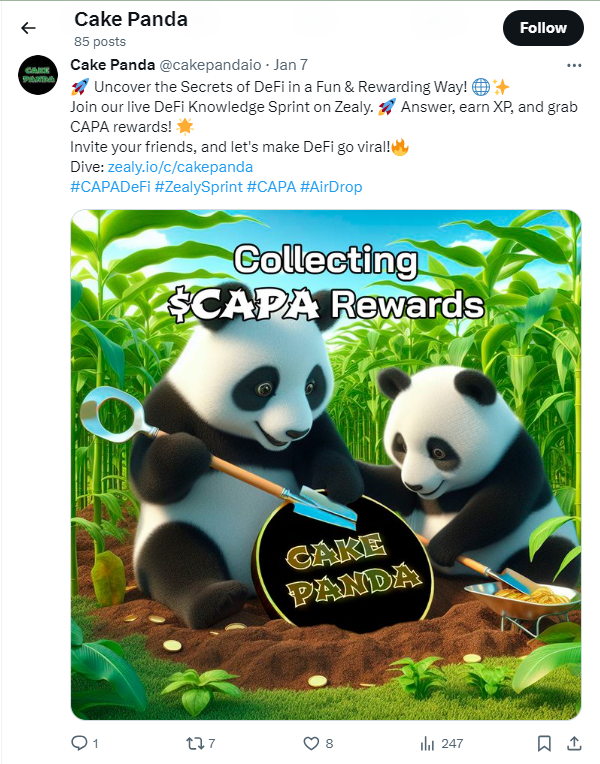 Cake Panda
85 posts
Follow
CAKE
PANDA
Cake Panda @cakepandaio · Jan 7
🚀 Uncover the Secrets of DeFi in a Fun & Rewarding Way! 🌐✨
Join our live DeFi Knowledge Sprint on Zealy. 🚀 Answer, earn XP, and grab
CAPA rewards! 🌟
Invite your friends, and let's make DeFi go viral!🔥
Dive: zealy.io/c/cakepanda
#CAPADeFi #ZealySprint #CAPA #AirDrop
Collecting
$CAPA Rewards
CAKE
PANDA
1 7 8 247